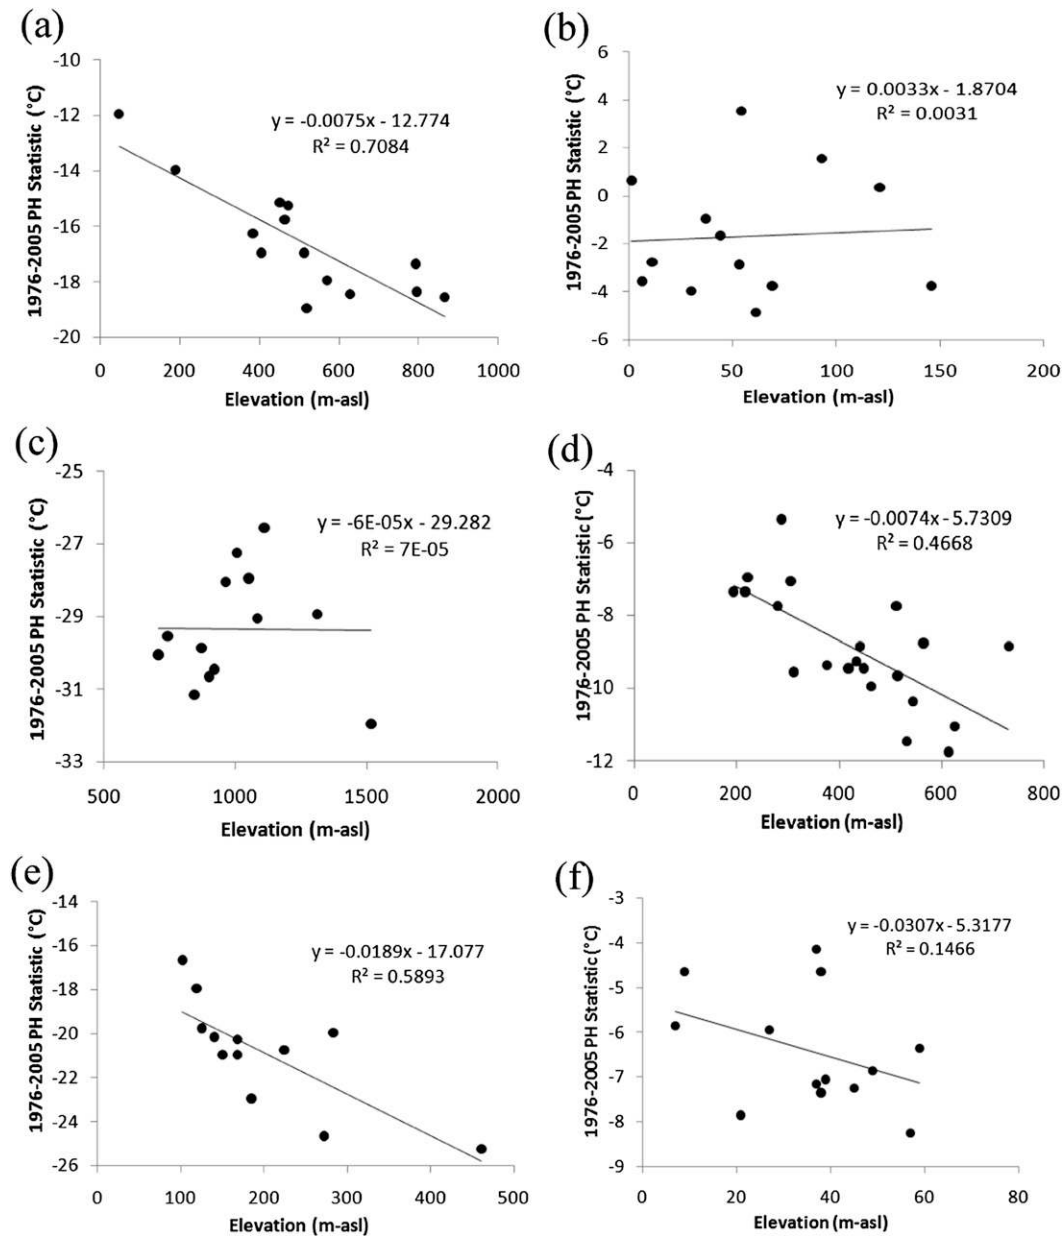 (a)
-10
-12
-14
-16
-18
-20
1976-2005 PH Statistic (°C)
y = -0.0075x - 12.774
R² = 0.7084
0 200 400 600 800 1000
Elevation (m-asl)
(b)
6
4
2
0
-2
-4
-6
1976-2005 PH Statistic (°C)
y = 0.0033x - 1.8704
R² = 0.0031
0 50 100 150 200
Elevation (m-asl)
(c)
-25
-27
-29
-31
-33
1976-2005 PH Statistic (°C)
y = -6E-05x - 29.282
R² = 7E-05
500 1000 1500 2000
Elevation (m-asl)
(d)
-4
-6
-8
-10
-12
1976-2005 PH Statistic (°C)
y = -0.0074x - 5.7309
R² = 0.4668
0 200 400 600 800
Elevation (m-asl)
(e)
-14
-16
-18
-20
-22
-24
-26
1976-2005 PH Statistic (°C)
y = -0.0189x - 17.077
R² = 0.5893
0 100 200 300 400 500
Elevation (m-asl)
(f)
-3
-4
-5
-6
-7
-8
-9
1976-2005 PH Statistic (°C)
y = -0.0307x - 5.3177
R² = 0.1466
0 20 40 60 80
Elevation (m-asl)